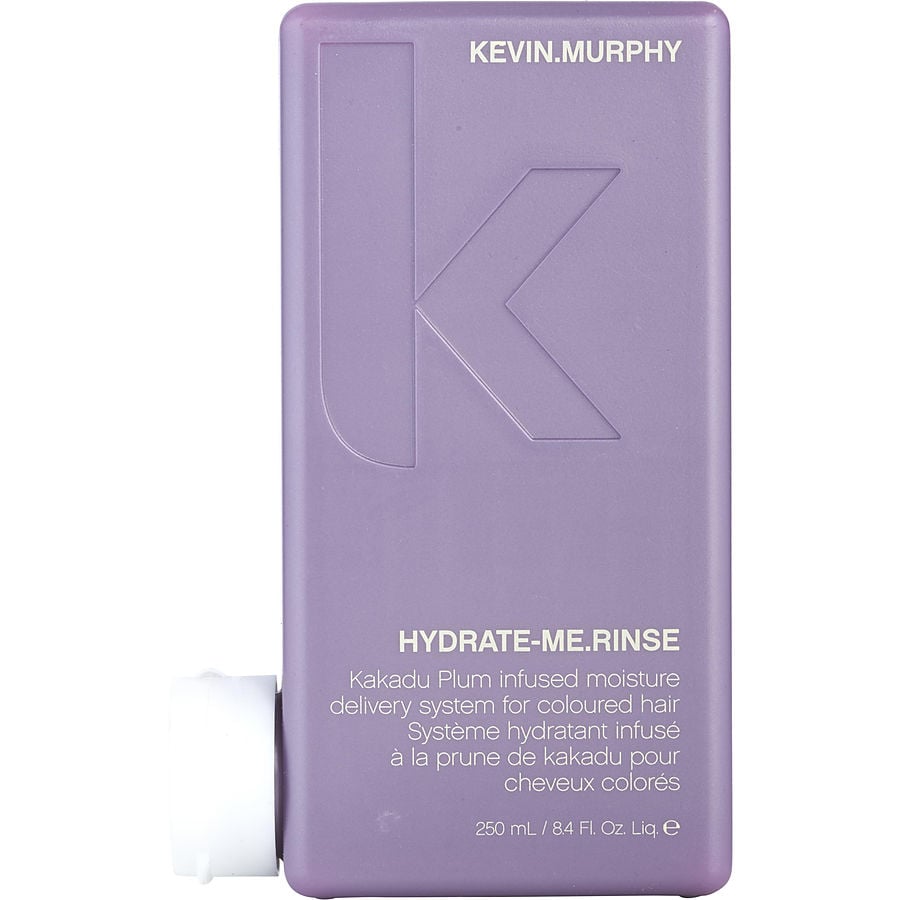 KEVIN.MURPHY
HYDRATE-ME.RINSE
Kakadu Plum infused moisture
delivery system for coloured hair
Système hydratant infusé
à la prune de kakadu pour
cheveux colorés
250 mL / 8.4 Fl. Oz. Liq. ℮